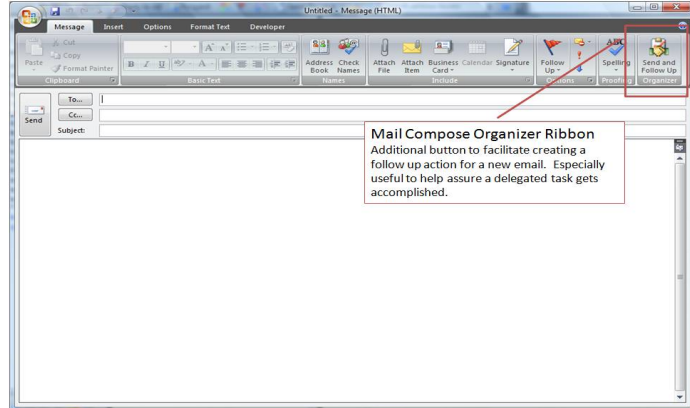 Untitled - Message (HTML)
Message Insert Options Format Text Developer
Cut
Copy
Paste
Format Painter
Clipboard
B I U
A
Basic Text
Address Book
Check Names
Names
Attach File
Attach Item
Business Card
Calendar
Signature
Include
Follow Up
Options
ABC
Spelling
Proofing
Send and Follow Up
Organizer
Send
To...
Cc...
Subject:
Mail Compose Organizer Ribbon
Additional button to facilitate creating a
follow up action for a new email. Especially
useful to help assure a delegated task gets
accomplished.